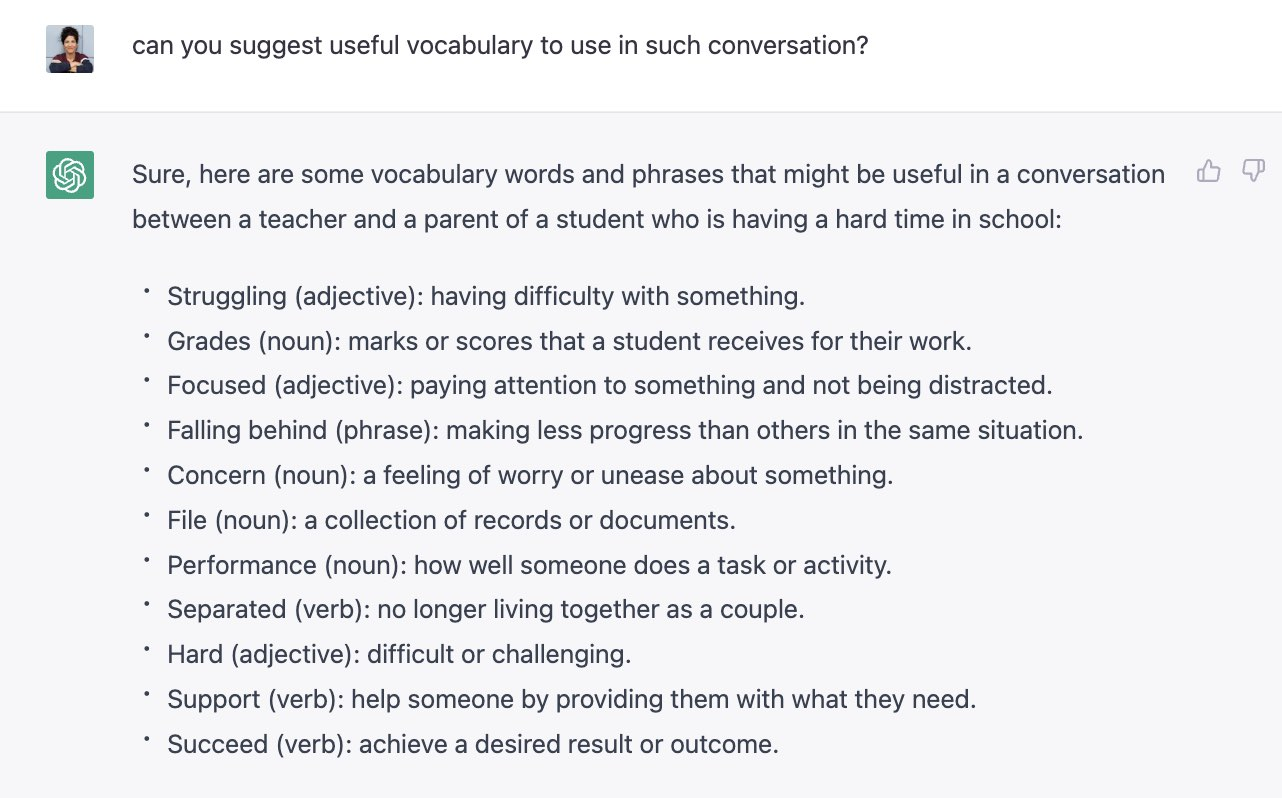 can you suggest useful vocabulary to use in such conversation?
Sure, here are some vocabulary words and phrases that might be useful in a conversation
between a teacher and a parent of a student who is having a hard time in school:
• Struggling (adjective): having difficulty with something.
• Grades (noun): marks or scores that a student receives for their work.
• Focused (adjective): paying attention to something and not being distracted.
• Falling behind (phrase): making less progress than others in the same situation.
• Concern (noun): a feeling of worry or unease about something.
• File (noun): a collection of records or documents.
• Performance (noun): how well someone does a task or activity.
• Separated (verb): no longer living together as a couple.
• Hard (adjective): difficult or challenging.
• Support (verb): help someone by providing them with what they need.
• Succeed (verb): achieve a desired result or outcome.